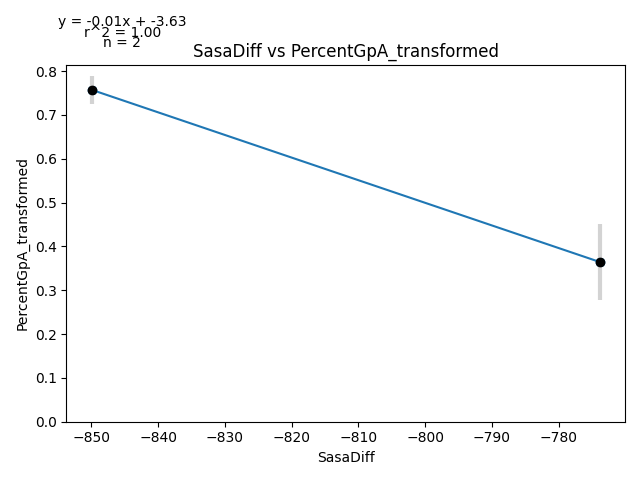 y = -0.01x + -3.63
r^2 = 1.00
n = 2
SasaDiff vs PercentGpA_transformed
0.8
0.7
0.6
0.5
0.4
0.3
0.2
0.1
0.0
PercentGpA_transformed
−850 −840 −830 −820 −810 −800 −790 −780
SasaDiff